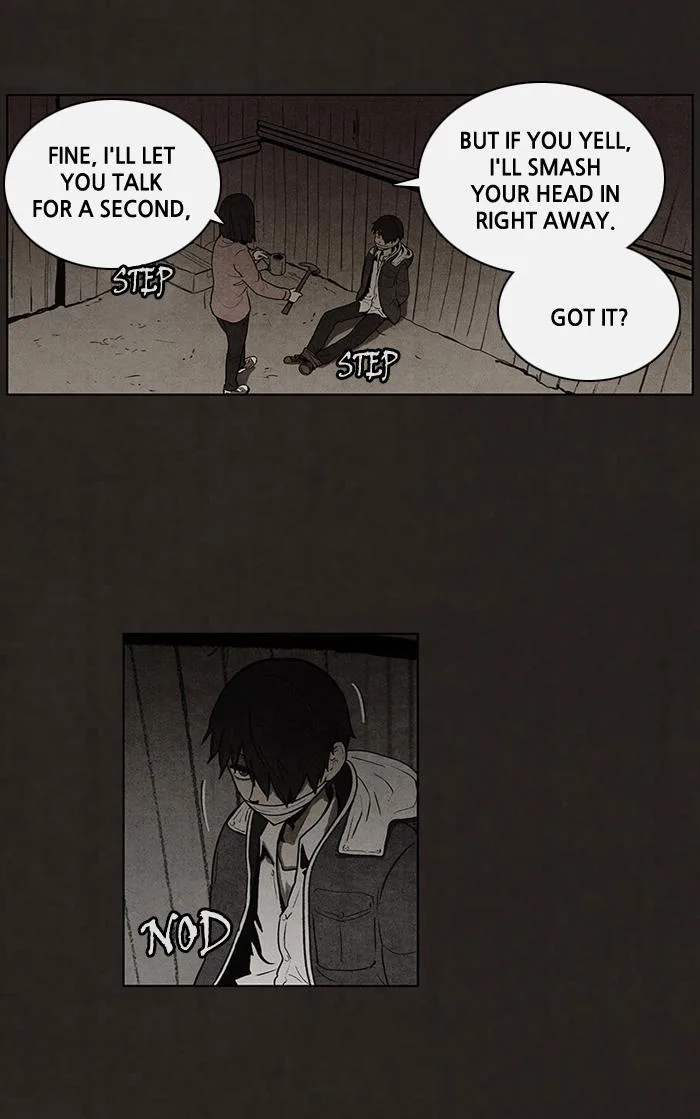 FINE, I'LL LET
YOU TALK
FOR A SECOND,
BUT IF YOU YELL,
I'LL SMASH
YOUR HEAD IN
RIGHT AWAY.
GOT IT?
STEP
STEP
NOD